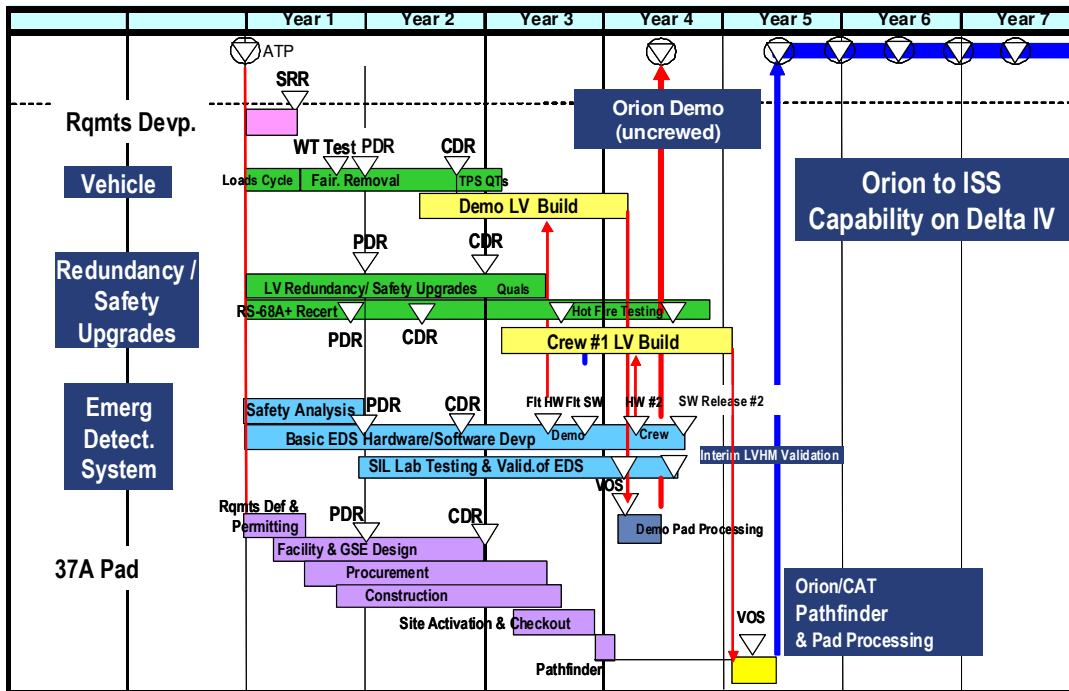 Year 1 Year 2 Year 3 Year 4 Year 5 Year 6 Year 7
ATP
SRR
Rqmts Devp.
Orion Demo
(uncrewed)
WT Test PDR CDR
Vehicle
Loads Cycle Fair. Removal TPS QTs
Demo LV Build
Orion to ISS
Capability on Delta IV
PDR CDR
Redundancy /
Safety
Upgrades
LV Redundancy/ Safety Upgrades Quals
RS-68A+ Recert Hot Fire Testing
PDR CDR
Crew #1 LV Build
Emerg
Detect.
System
Flt HW Flt SW HW #2 SW Release #2
Safety Analysis PDR CDR
Basic EDS Hardware/Software Devp Demo Crew
Interim LVHM Validation
SIL Lab Testing & Valid.of EDS
VOS
Rqmts Def &
Permitting
PDR CDR
Demo Pad Processing
Facility & GSE Design
37A Pad
Procurement
Construction
Orion/CAT
Pathfinder
& Pad Processing
Site Activation & Checkout
VOS
Pathfinder